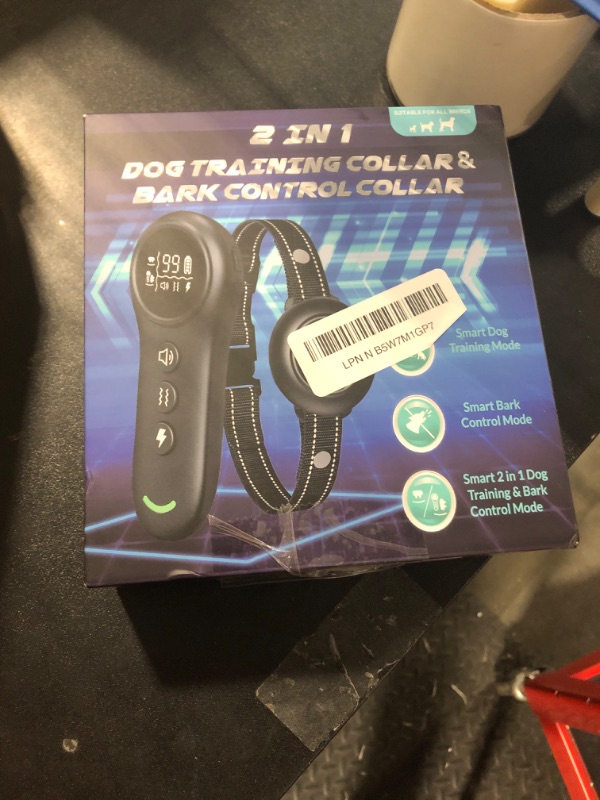 SUITABLE FOR ALL BREEDS
2 IN 1
DOG TRAINING COLLAR &
BARK CONTROL COLLAR
99
LPN N B5W7M1GP7
Smart Dog
Training Mode
Smart Bark
Control Mode
Smart 2 in 1 Dog
Training & Bark
Control Mode